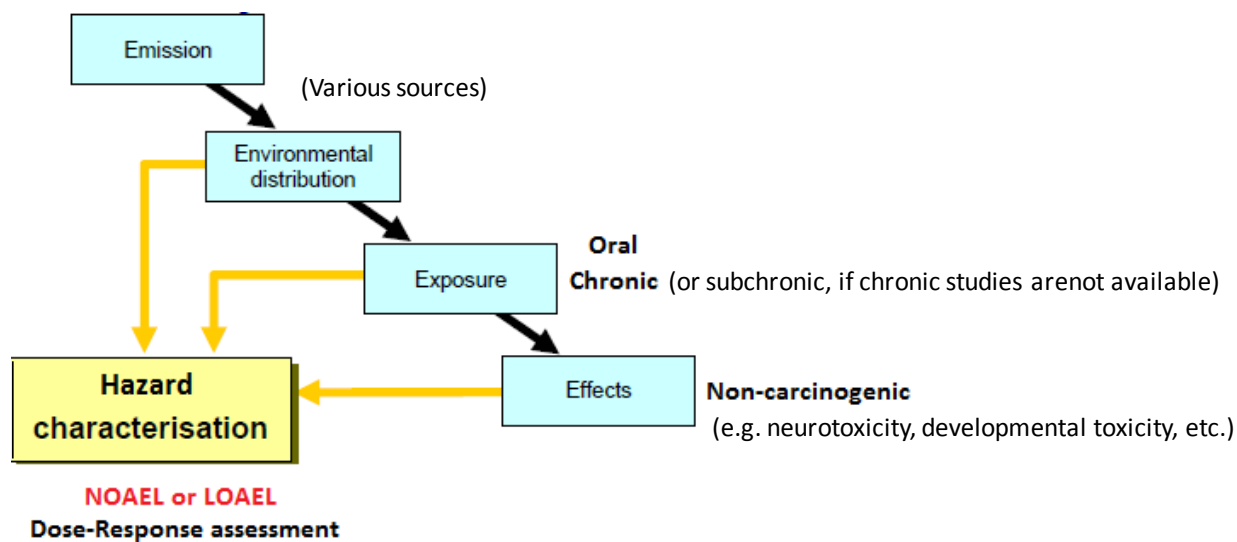 Emission
(Various sources)
Environmental
distribution
Oral
Exposure
Chronic (or subchronic, if chronic studies arenot available)
Hazard
characterisation
Effects
Non-carcinogenic
(e.g. neurotoxicity, developmental toxicity, etc.)
NOAEL or LOAEL
Dose-Response assessment